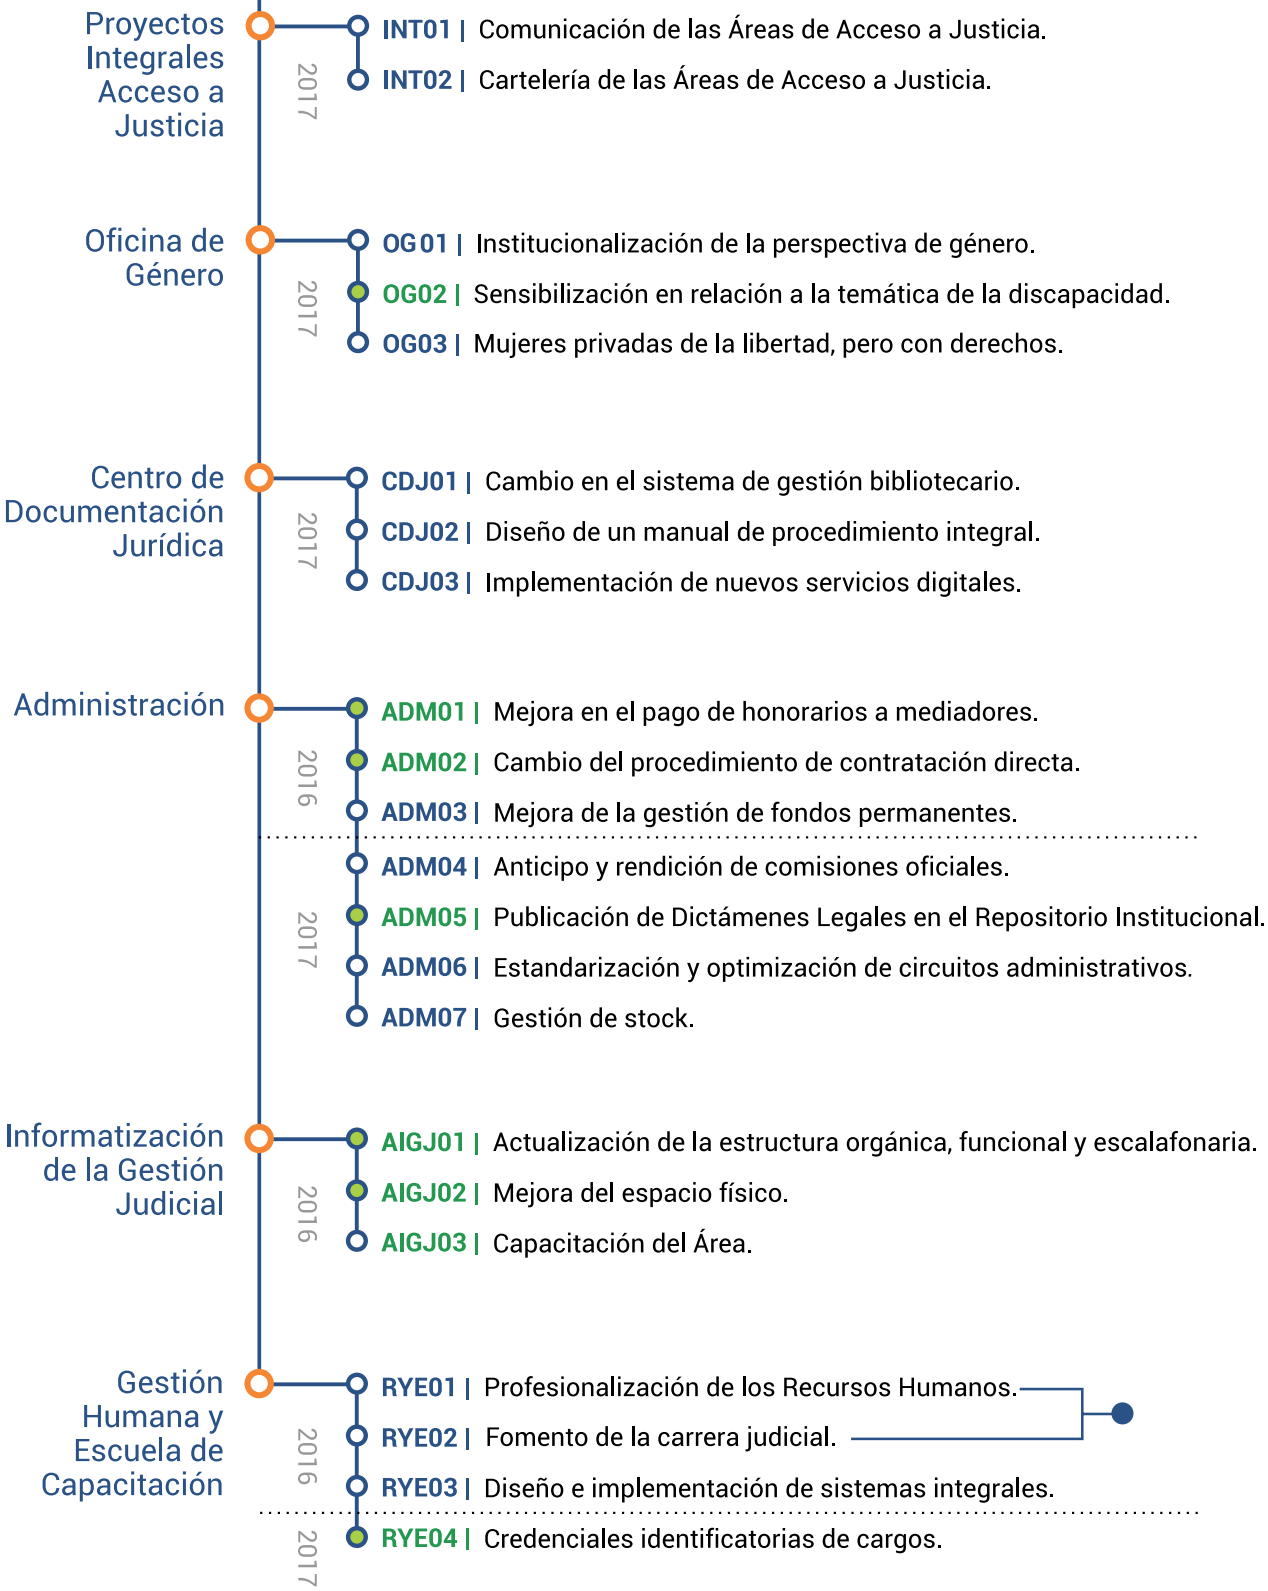 Proyectos
Integrales
Acceso a
Justicia
2017
INT01 | Comunicación de las Áreas de Acceso a Justicia.
INT02 | Cartelería de las Áreas de Acceso a Justicia.
Oficina de
Género
2017
OG01 | Institucionalización de la perspectiva de género.
OG02 | Sensibilización en relación a la temática de la discapacidad.
OG03 | Mujeres privadas de la libertad, pero con derechos.
Centro de
Documentación
Jurídica
2017
CDJ01 | Cambio en el sistema de gestión bibliotecario.
CDJ02 | Diseño de un manual de procedimiento integral.
CDJ03 | Implementación de nuevos servicios digitales.
Administración
2016
ADM01 | Mejora en el pago de honorarios a mediadores.
ADM02 | Cambio del procedimiento de contratación directa.
ADM03 | Mejora de la gestión de fondos permanentes.
2017
ADM04 | Anticipo y rendición de comisiones oficiales.
ADM05 | Publicación de Dictámenes Legales en el Repositorio Institucional.
ADM06 | Estandarización y optimización de circuitos administrativos.
ADM07 | Gestión de stock.
Informatización
de la Gestión
Judicial
2016
AIGJ01 | Actualización de la estructura orgánica, funcional y escalafonaria.
AIGJ02 | Mejora del espacio físico.
AIGJ03 | Capacitación del Área.
Gestión
Humana y
Escuela de
Capacitación
2016
RYE01 | Profesionalización de los Recursos Humanos.
RYE02 | Fomento de la carrera judicial.
RYE03 | Diseño e implementación de sistemas integrales.
2017
RYE04 | Credenciales identificatorias de cargos.